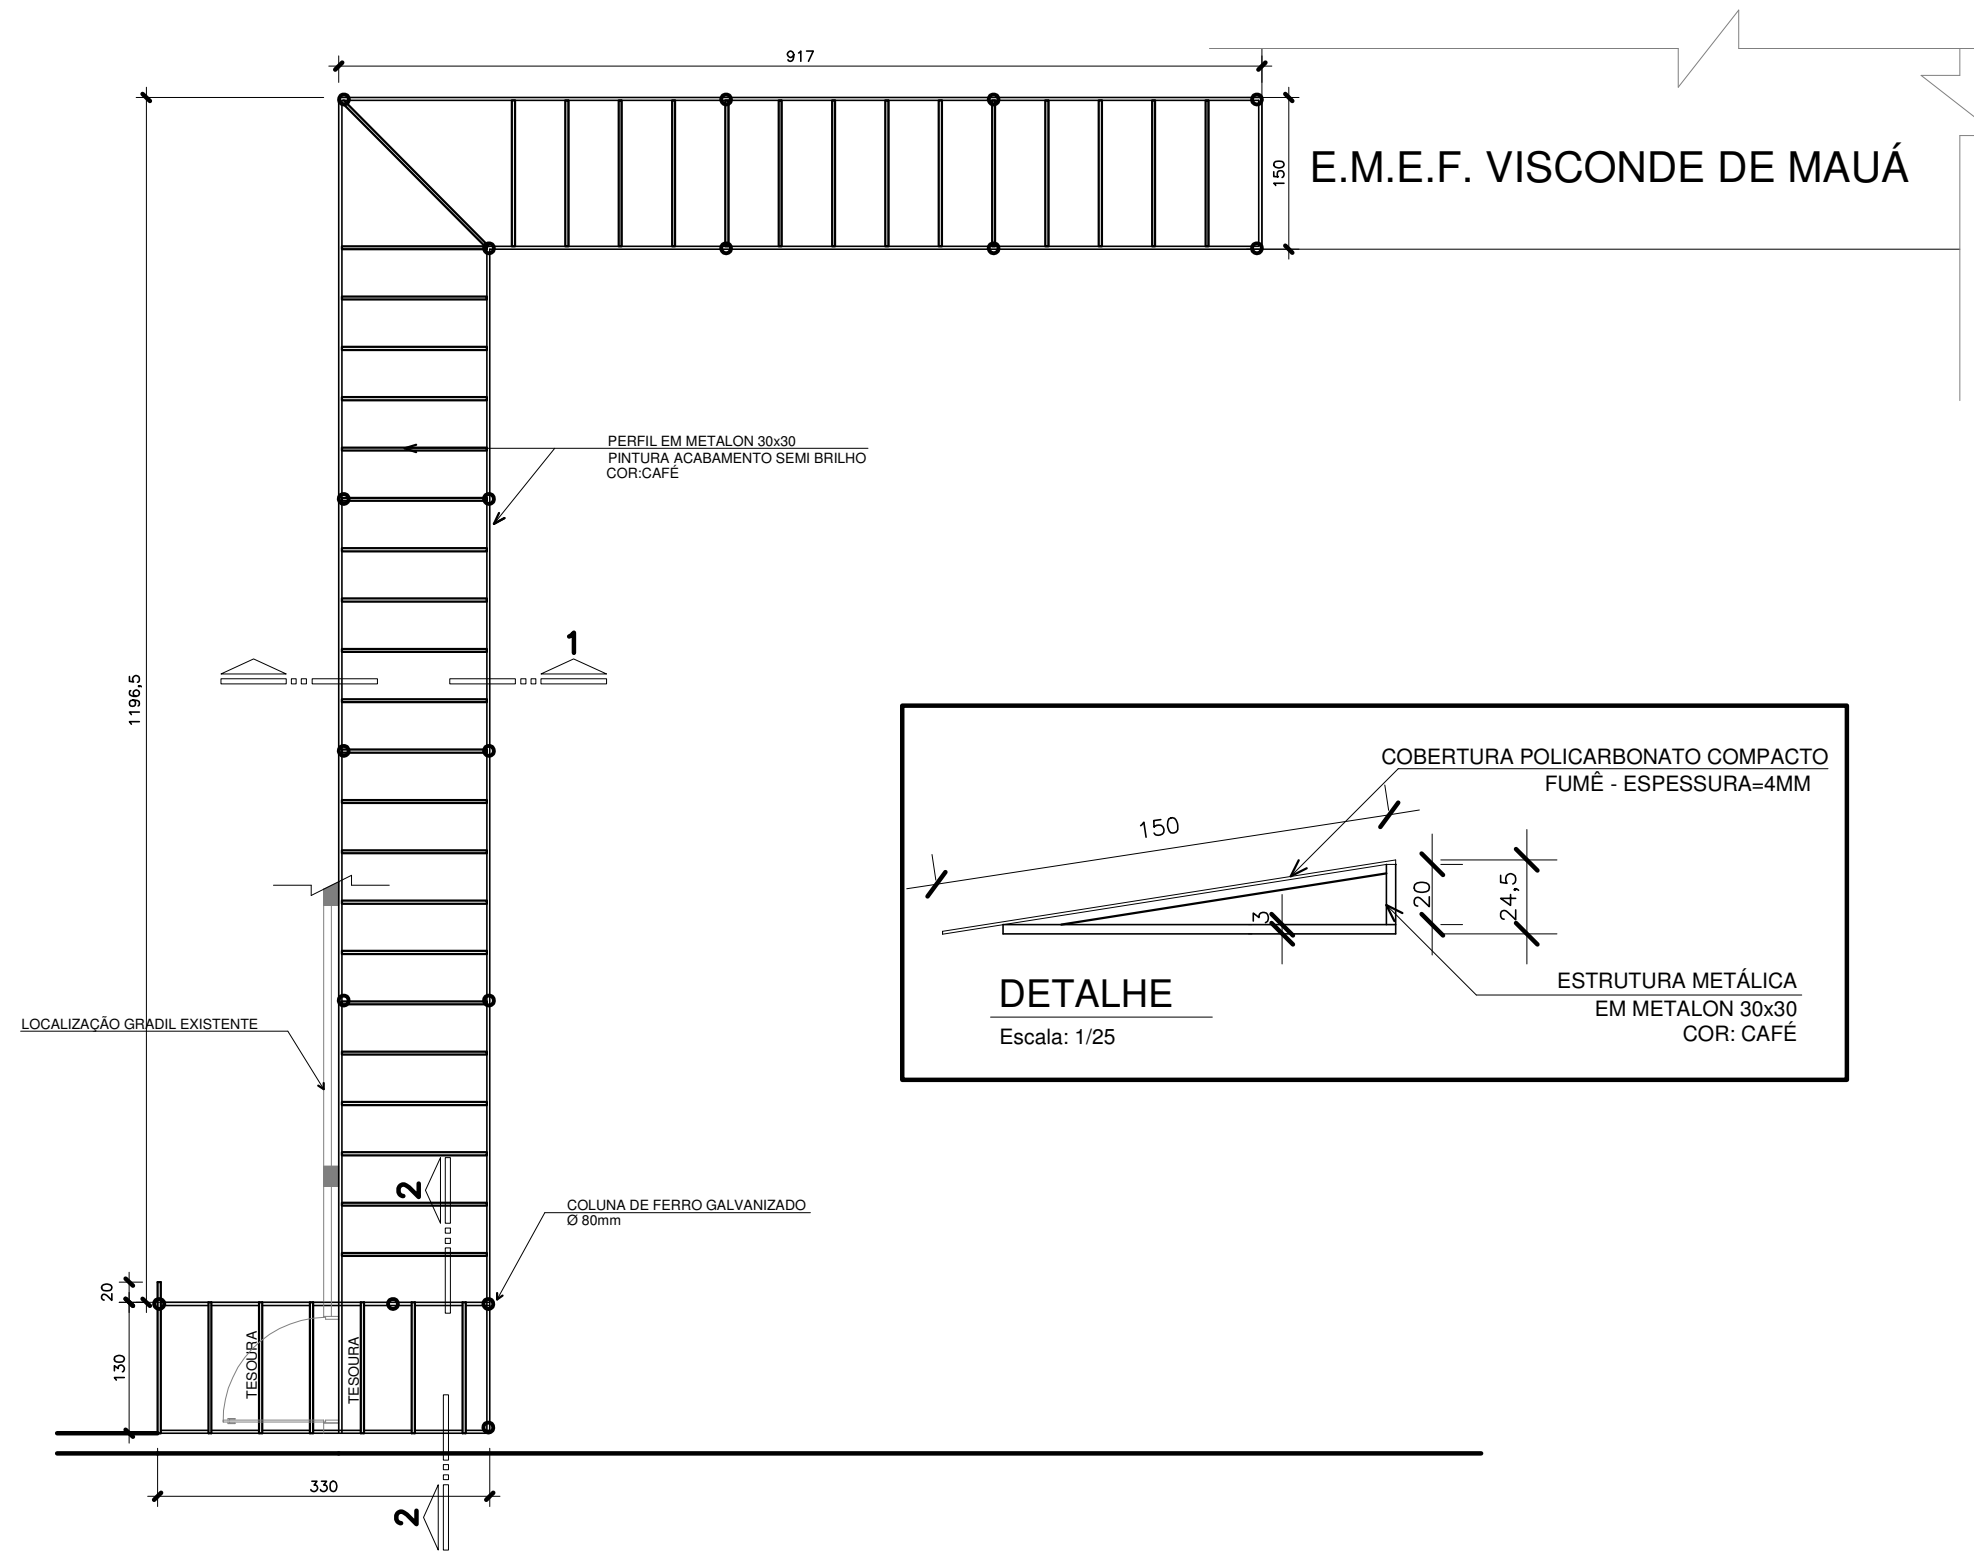 917
150
E.M.E.F. VISCONDE DE MAUÁ
PERFIL EM METALON 30x30
PINTURA ACABAMENTO SEMI BRILHO
COR:CAFÉ
1
1196,5
COBERTURA POLICARBONATO COMPACTO
FUMÊ - ESPESSURA=4MM
150
3
20
24,5
DETALHE
Escala: 1/25
ESTRUTURA METÁLICA
EM METALON 30x30
COR: CAFÉ
LOCALIZAÇÃO GRADIL EXISTENTE
2
COLUNA DE FERRO GALVANIZADO
Ø 80mm
20
130
TESOURA
TESOURA
330
2